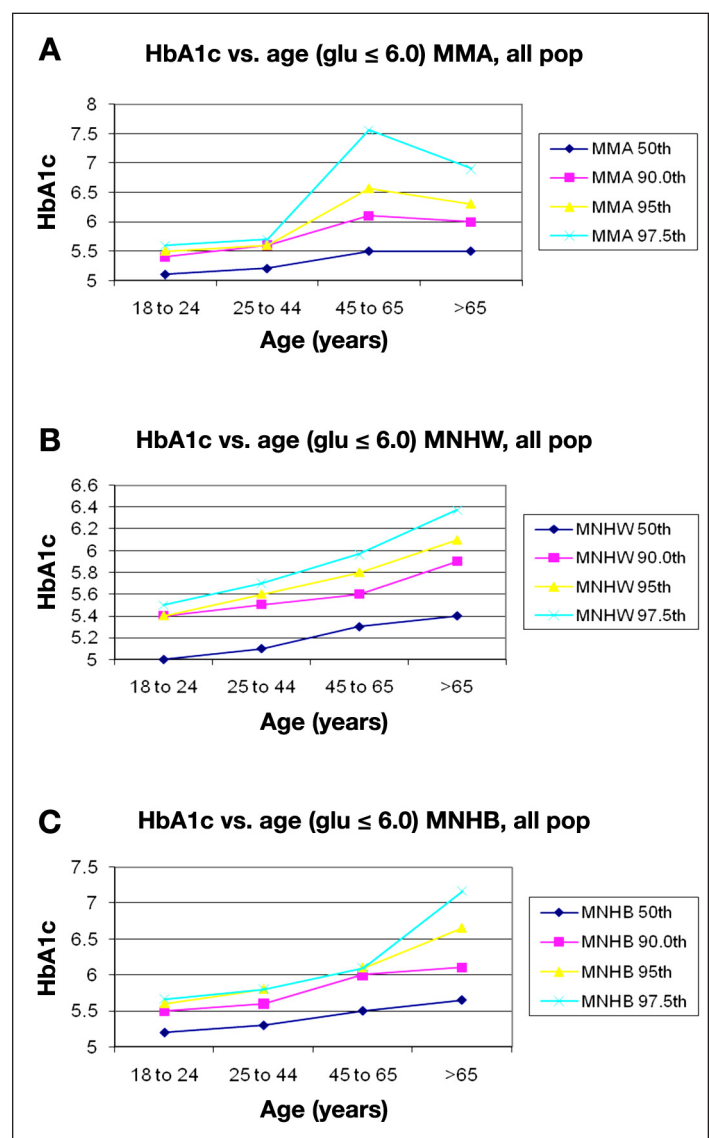 A
HbA1c vs. age (glu ≤ 6.0) MMA, all pop
8
7.5
7
6.5
6
5.5
5
HbA1c
18 to 24
25 to 44
45 to 65
>65
Age (years)
MMA 50th
MMA 90.0th
MMA 95th
MMA 97.5th
B
HbA1c vs. age (glu ≤ 6.0) MNHW, all pop
6.6
6.4
6.2
6
5.8
5.6
5.4
5.2
5
HbA1c
18 to 24
25 to 44
45 to 65
>65
Age (years)
MNHW 50th
MNHW 90.0th
MNHW 95th
MNHW 97.5th
C
HbA1c vs. age (glu ≤ 6.0) MNHB, all pop
7.5
7
6.5
6
5.5
5
HbA1c
18 to 24
25 to 44
45 to 65
>65
Age (years)
MNHB 50th
MNHB 90.0th
MNHB 95th
MNHB 97.5th